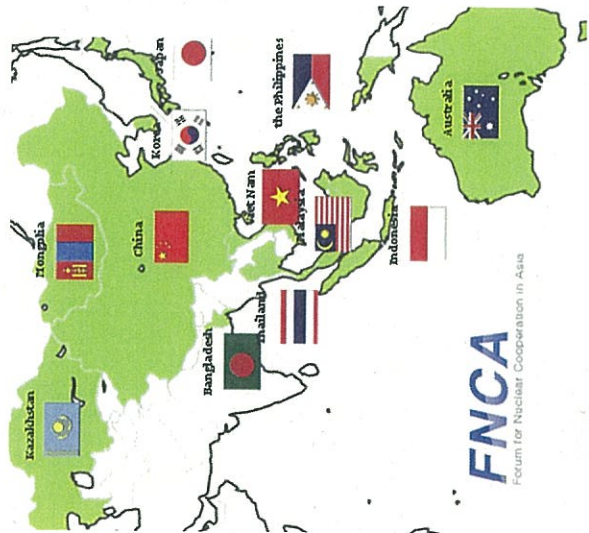 Kazakhstan
Mongolia
China
Korea
Japan
Bangladesh
Thailand
Viet Nam
Malaysia
the Philippines
Indonesia
Australia
FNCA
Forum for Nuclear Cooperation in Asia